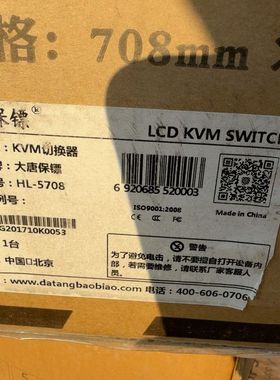 格: 708mm
保镖®
LCD KVM SWITCH
: KVM切换器
: 大唐保镖
: HL-5708
6 920685 520003
ISO9001:2008
Made in China
G201710K0053
1台
: 中国□北京
为了避免电击，请不要擅自打开设备内
部，若需要维修时，请联系厂家客服人
员。
www.datangbaobiao.com 电话：400-606-0706